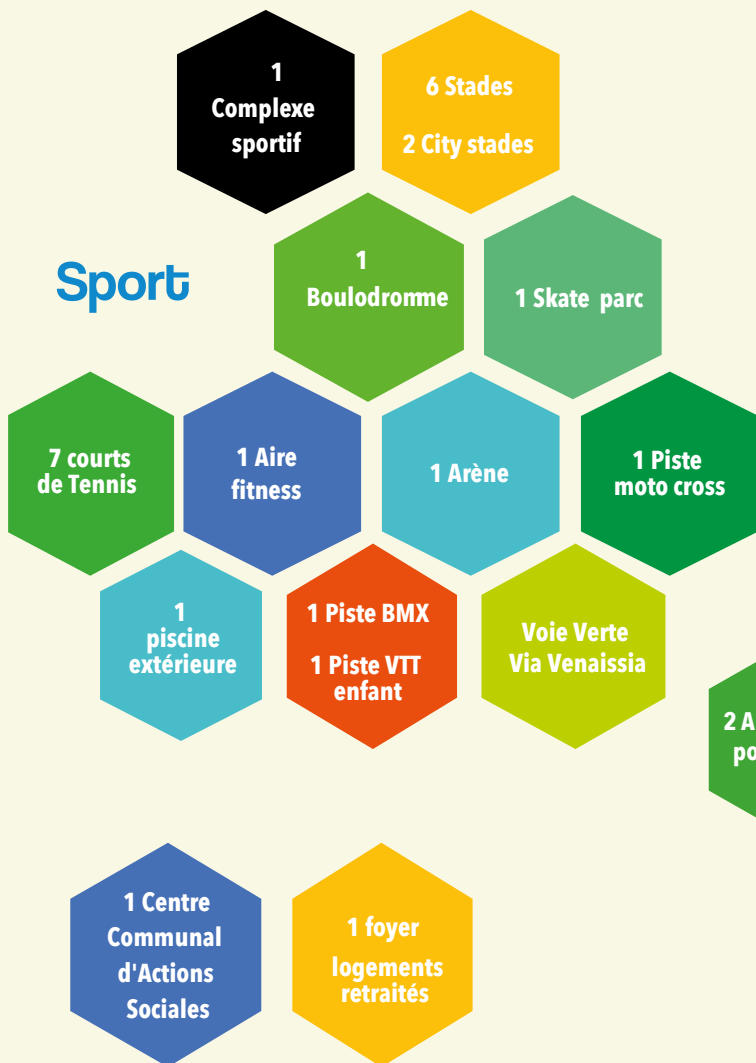 1
Complexe
sportif
6 Stades
2 City stades
Sport
1
Boulodromme
1 Skate parc
7 courts
de Tennis
1 Aire
fitness
1 Arène
1 Piste
moto cross
1
piscine
extérieure
1 Piste BMX
1 Piste VTT
enfant
Voie Verte
Via Venaissia
2
1 Centre
Communal
d'Actions
Sociales
1 foyer
logements
retraités